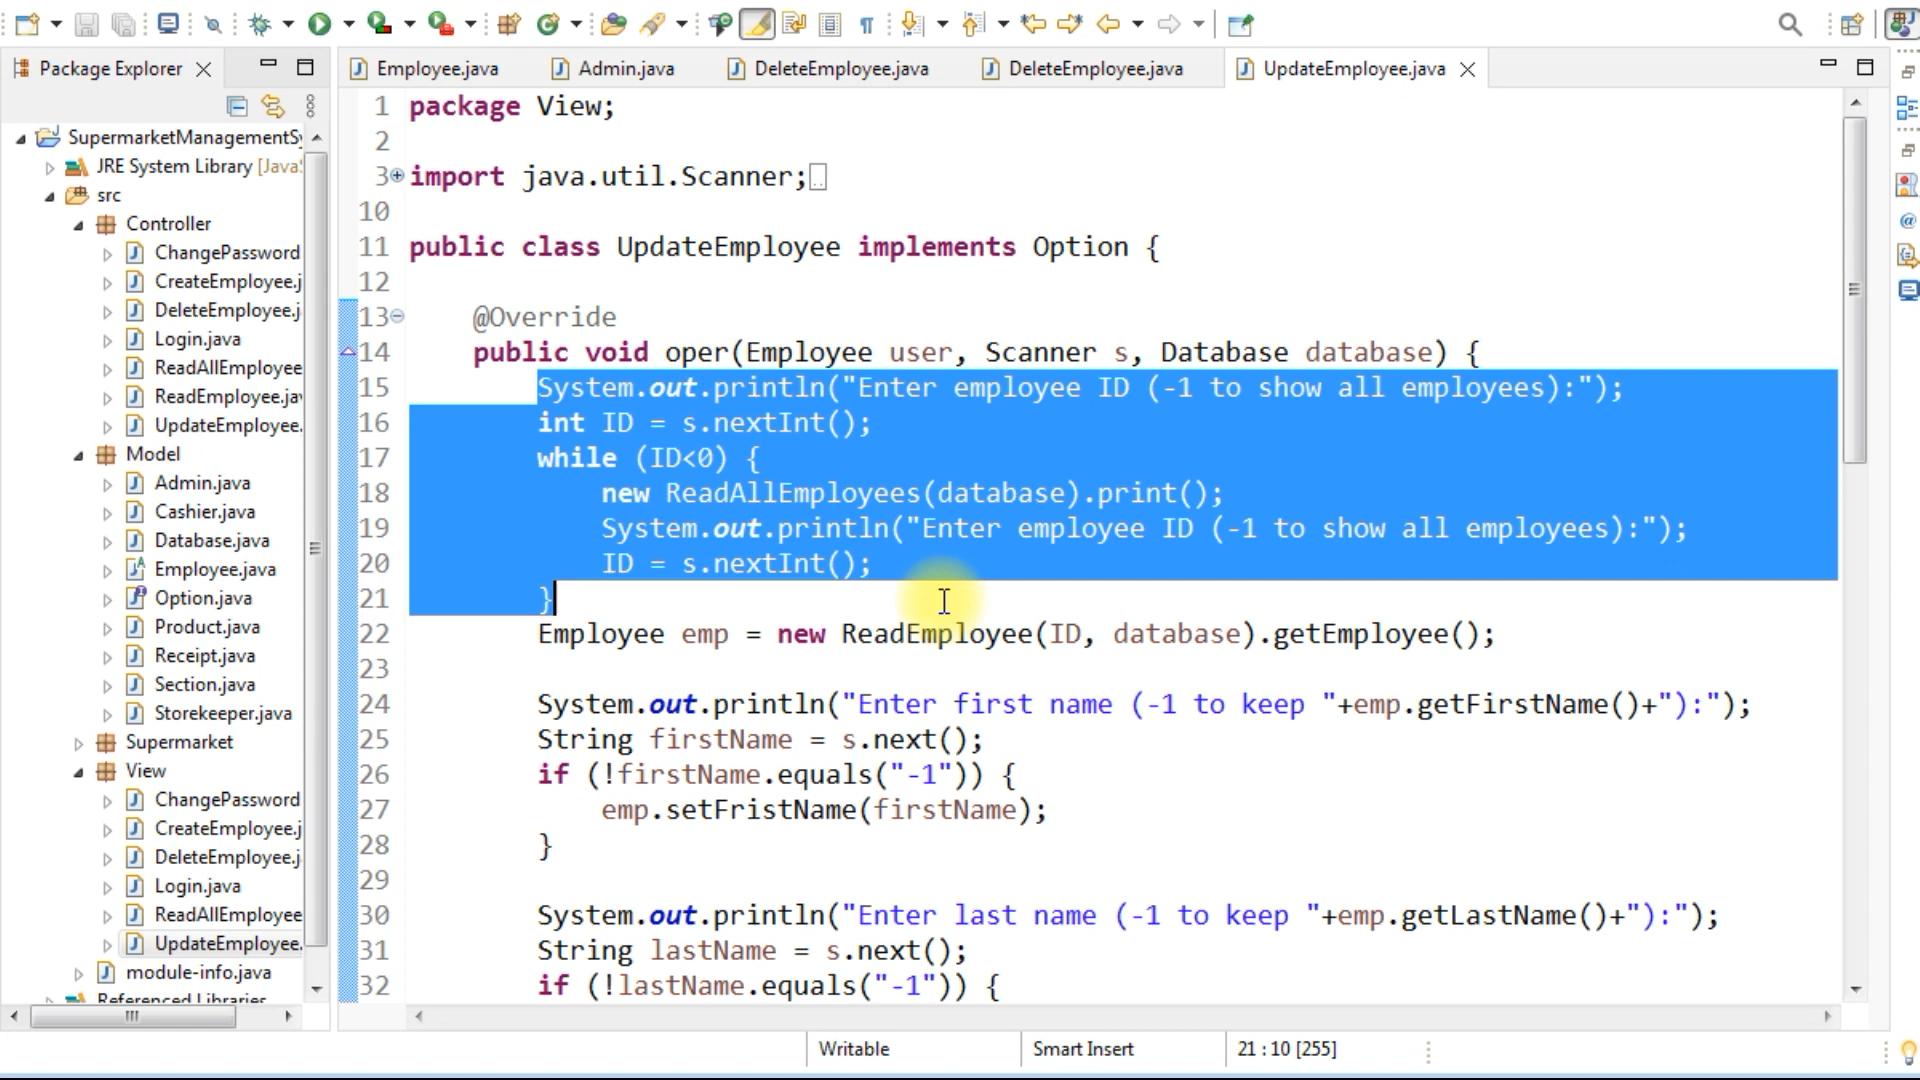 Package Explorer
Employee.java
Admin.java
DeleteEmployee.java
DeleteEmployee.java
UpdateEmployee.java
SupermarketManagementSy
JRE System Library [Java
src
Controller
ChangePassword
CreateEmployee.j
DeleteEmployee.j
Login.java
ReadAllEmployee
ReadEmployee.jav
UpdateEmployee.
Model
Admin.java
Cashier.java
Database.java
Employee.java
Option.java
Product.java
Receipt.java
Section.java
Storekeeper.java
Supermarket
View
ChangePassword
CreateEmployee.j
DeleteEmployee.j
Login.java
ReadAllEmployee
UpdateEmployee.
module-info.java
Referenced Libraries
1 package View;
2
3 import java.util.Scanner;
10
11 public class UpdateEmployee implements Option {
12
13 @Override
14 public void oper(Employee user, Scanner s, Database database) {
15 System.out.println("Enter employee ID (-1 to show all employees):");
16 int ID = s.nextInt();
17 while (ID<0) {
18 new ReadAllEmployees(database).print();
19 System.out.println("Enter employee ID (-1 to show all employees):");
20 ID = s.nextInt();
21 }
22 Employee emp = new ReadEmployee(ID, database).getEmployee();
23
24 System.out.println("Enter first name (-1 to keep "+emp.getFirstName()+"):");
25 String firstName = s.next();
26 if (!firstName.equals("-1")) {
27 emp.setFristName(firstName);
28 }
29
30 System.out.println("Enter last name (-1 to keep "+emp.getLastName()+"):");
31 String lastName = s.next();
32 if (!lastName.equals("-1")) {
Writable
Smart Insert
21 : 10 [255]